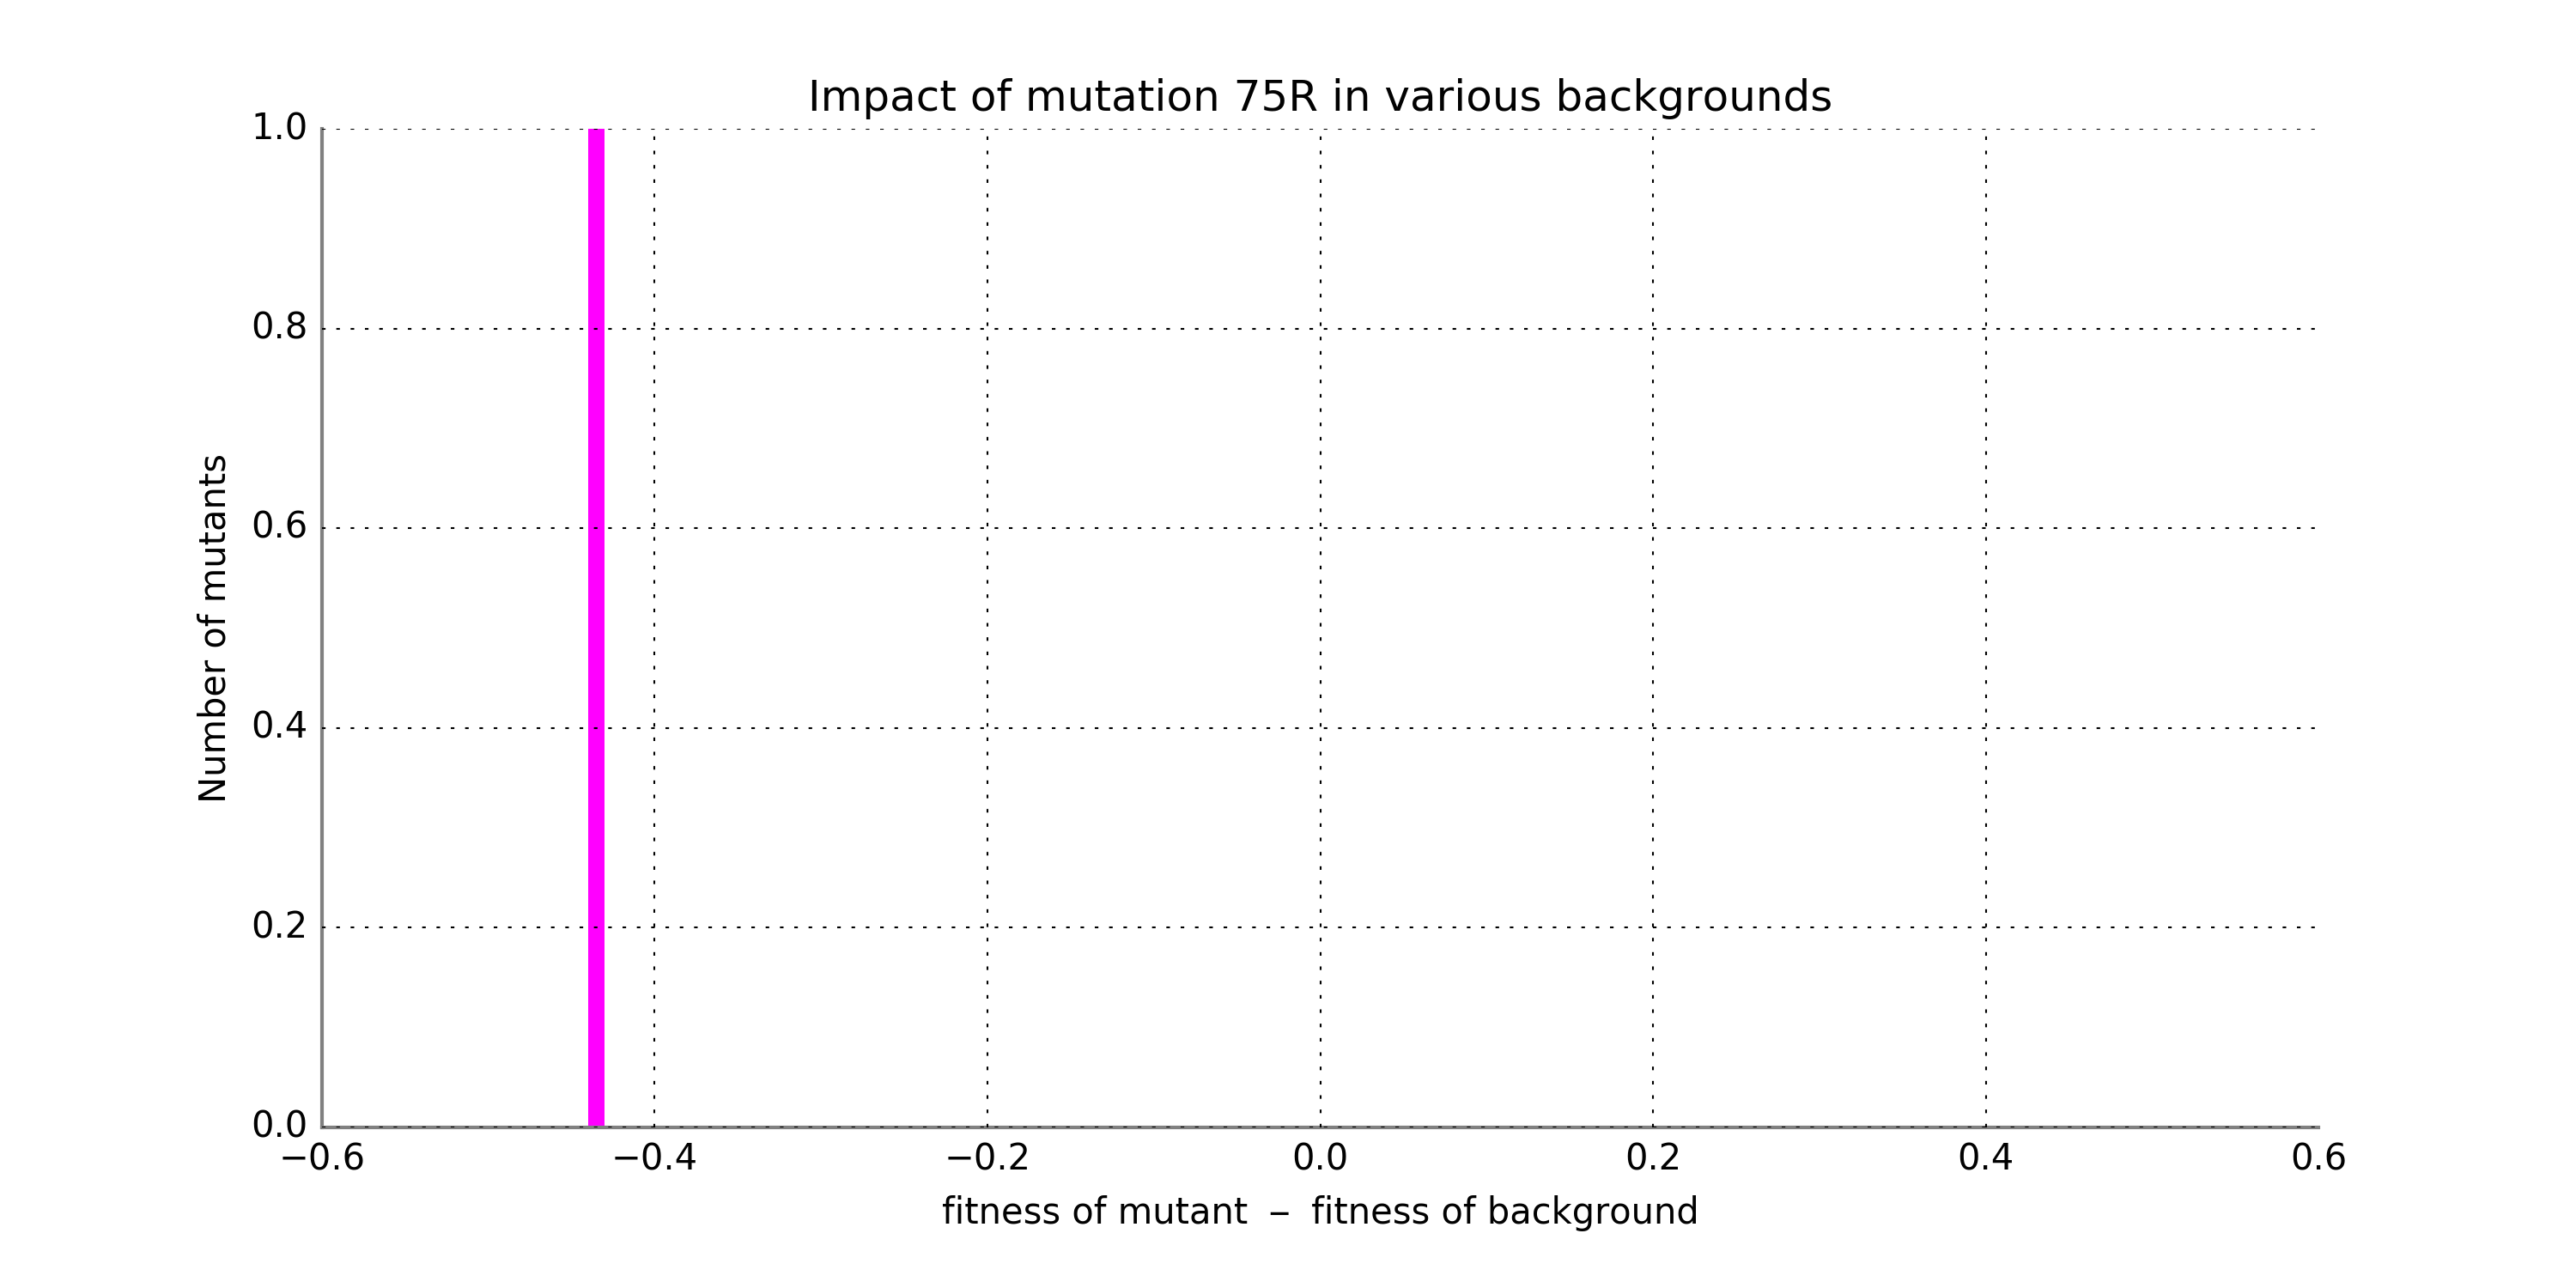 Impact of mutation 75R in various backgrounds
1.0
0.8
0.6
0.4
0.2
0.0
Number of mutants
−0.6 −0.4 −0.2 0.0 0.2 0.4 0.6
fitness of mutant − fitness of background